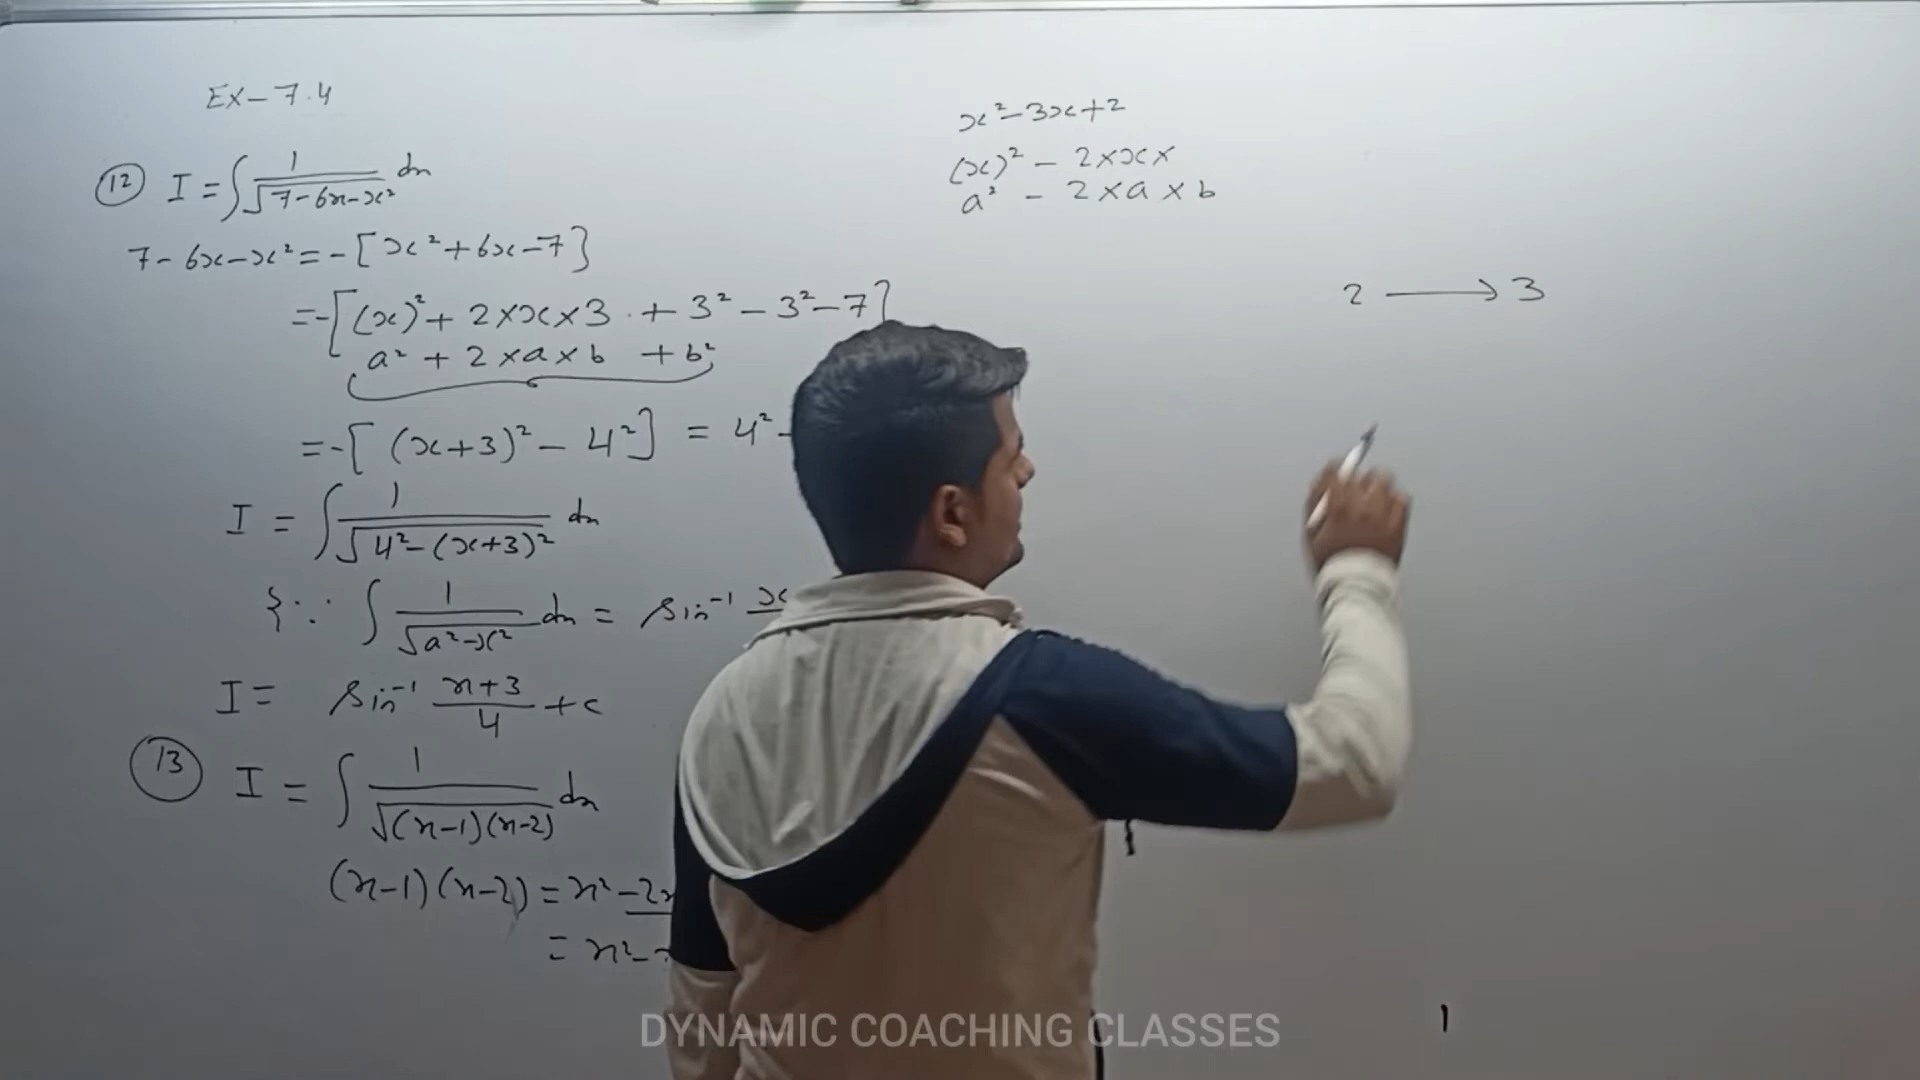 EX-7.4
⑫ I = ∫ 1/√(7-6x-x²) dx
7-6x-x² = -[x²+6x-7]
= -[(x)² + 2×x×3 + 3² - 3² - 7]
a² + 2×a×b + b²
= -[(x+3)² - 4²] = 4² -
I = ∫ 1/√(4²-(x+3)²) dx
{∵ ∫ 1/√(a²-x²) dx = sin⁻¹ x
I = sin⁻¹ (x+3)/4 + c
⑬ I = ∫ 1/√((x-1)(x-2)) dx
(x-1)(x-2) = x² - 2x
= x² -
x²-3x+2
(x)² - 2×x×
a² - 2×a×b
2 → 3
DYNAMIC COACHING CLASSES